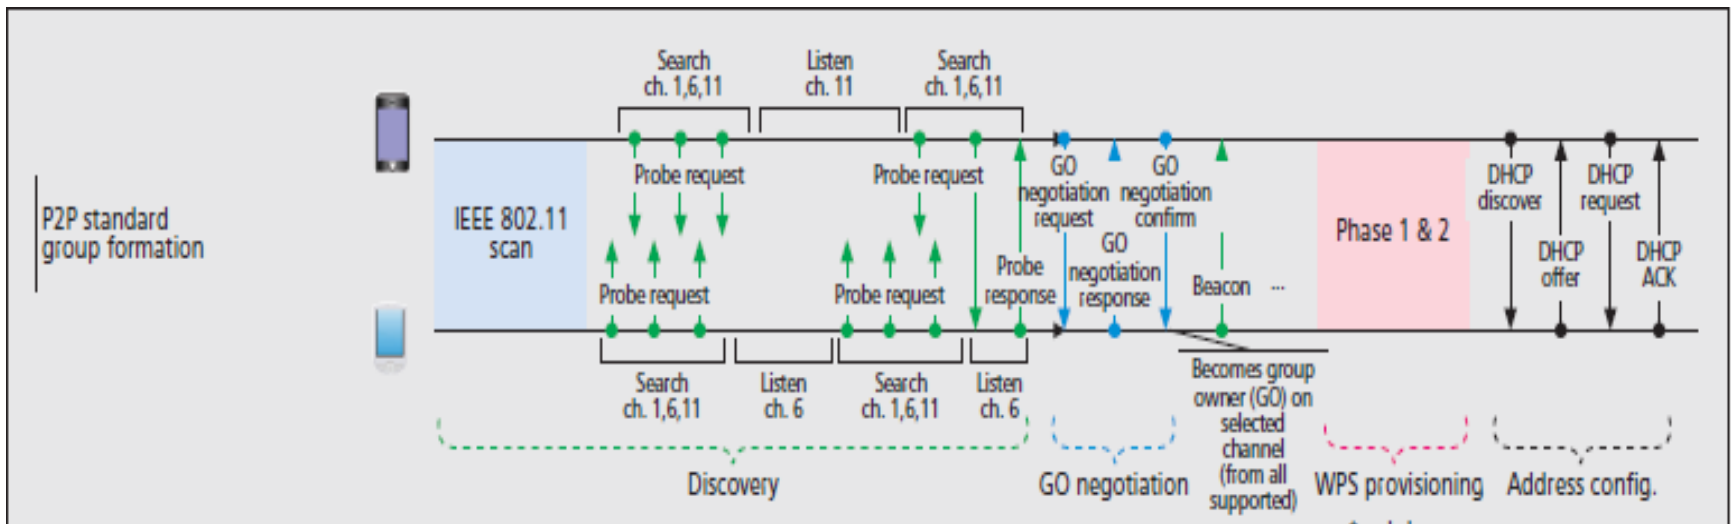 Search
ch. 1,6,11
Listen
ch. 11
Search
ch. 1,6,11
P2P standard
group formation
IEEE 802.11
scan
Probe request
Probe request
Probe request
Probe request
Probe
response
GO
negotiation
request
GO
negotiation
response
GO
negotiation
confirm
Beacon ...
Phase 1 & 2
DHCP
discover
DHCP
offer
DHCP
request
DHCP
ACK
Search
ch. 1,6,11
Listen
ch. 6
Search
ch. 1,6,11
Listen
ch. 6
Becomes group
owner (GO) on
selected
channel
(from all
supported)
Discovery
GO negotiation
WPS provisioning
Address config.